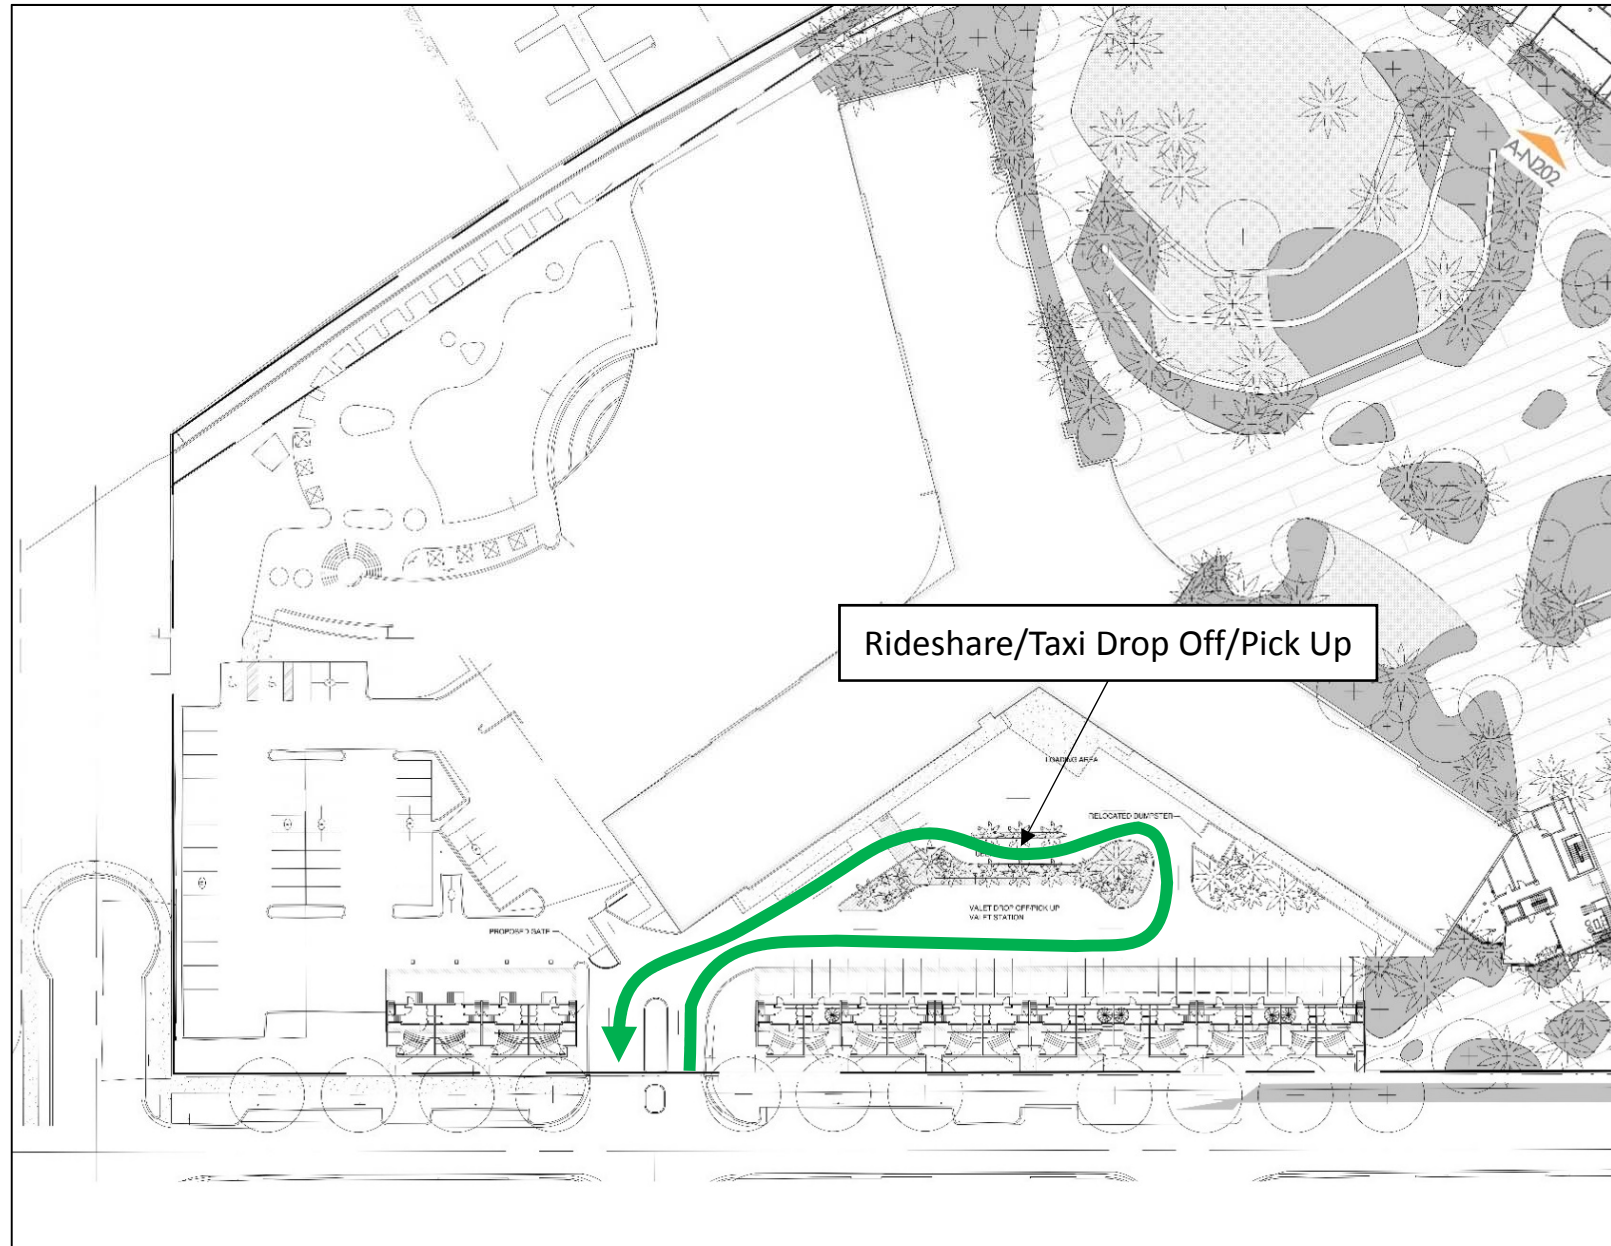 A-N202
Rideshare/Taxi Drop Off/Pick Up
LOADING AREA
RELOCATED DUMPSTER
VALET DROP OFF/PICK UP
VALET STATION
PROPOSED GATE